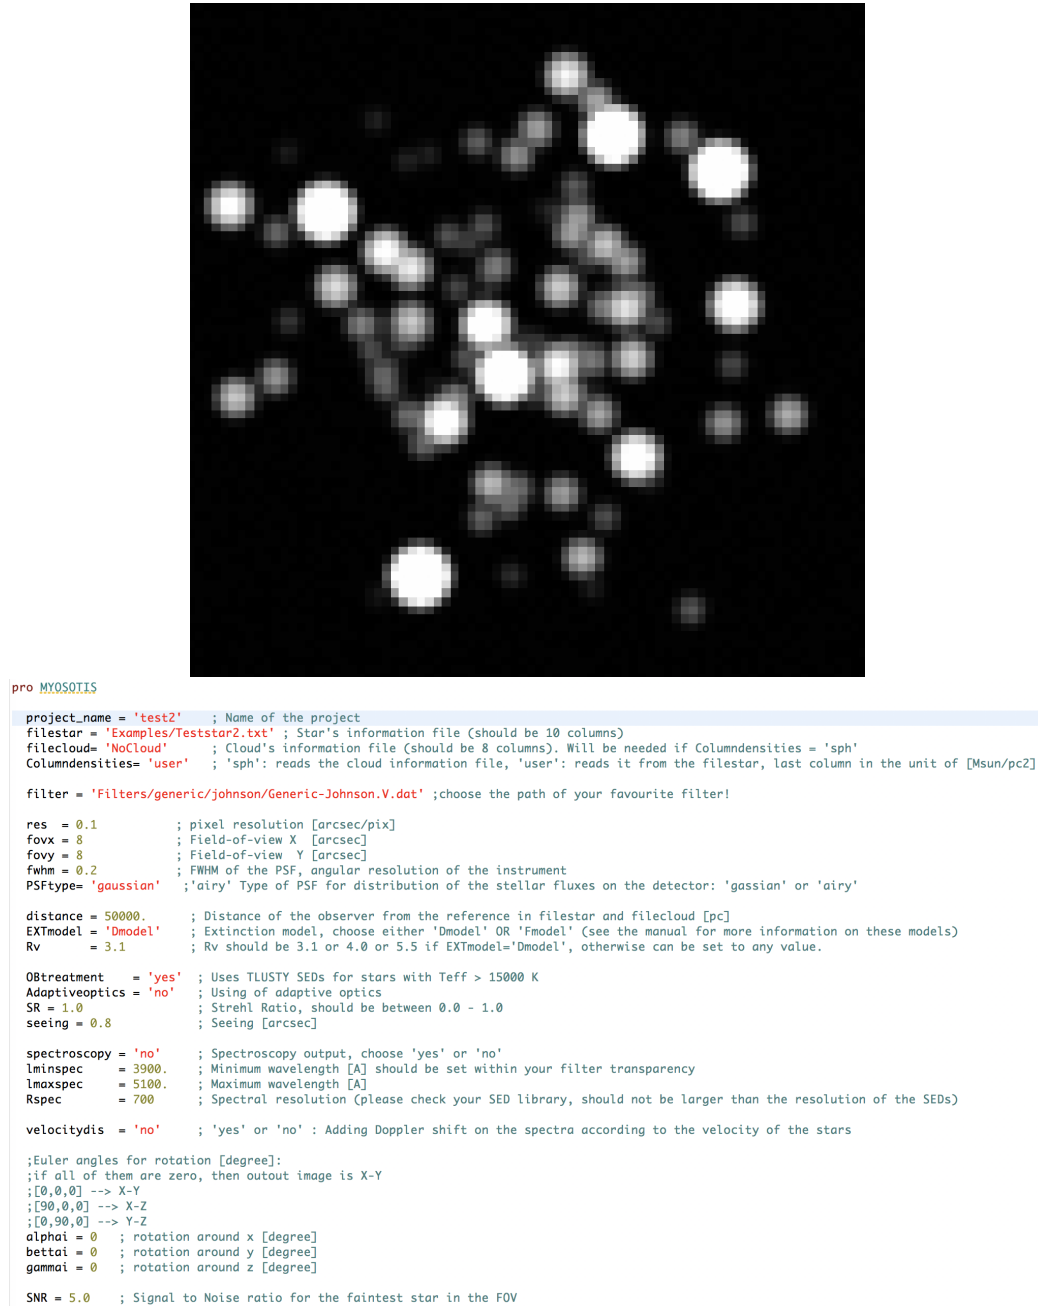 pro MYOSOTIS
project_name = 'test2' ; Name of the project
filestar = 'Examples/Teststar2.txt' ; Star's information file (should be 10 columns)
filecloud= 'NoCloud' ; Cloud's information file (should be 8 columns). Will be needed if Columndensities = 'sph'
Columndensities= 'user' ; 'sph': reads the cloud information file, 'user': reads it from the filestar, last column in the unit of [Msun/pc2]
filter = 'Filters/generic/johnson/Generic-Johnson.V.dat' ;choose the path of your favourite filter!
res = 0.1 ; pixel resolution [arcsec/pix]
fovx = 8 ; Field-of-view X [arcsec]
fovy = 8 ; Field-of-view Y [arcsec]
fwhm = 0.2 ; FWHM of the PSF, angular resolution of the instrument
PSFtype= 'gaussian' ;'airy' Type of PSF for distribution of the stellar fluxes on the detector: 'gassian' or 'airy'
distance = 50000. ; Distance of the observer from the reference in filestar and filecloud [pc]
EXTmodel = 'Dmodel' ; Extinction model, choose either 'Dmodel' OR 'Fmodel' (see the manual for more information on these models)
Rv = 3.1 ; Rv should be 3.1 or 4.0 or 5.5 if EXTmodel='Dmodel', otherwise can be set to any value.
OBtreatment = 'yes' ; Uses TLUSTY SEDs for stars with Teff > 15000 K
Adaptiveoptics = 'no' ; Using of adaptive optics
SR = 1.0 ; Strehl Ratio, should be between 0.0 - 1.0
seeing = 0.8 ; Seeing [arcsec]
spectroscopy = 'no' ; Spectroscopy output, choose 'yes' or 'no'
lminspec = 3900. ; Minimum wavelength [A] should be set within your filter transparency
lmaxspec = 5100. ; Maximum wavelength [A]
Rspec = 700 ; Spectral resolution (please check your SED library, should not be larger than the resolution of the SEDs)
velocitydis = 'no' ; 'yes' or 'no' : Adding Doppler shift on the spectra according to the velocity of the stars
;Euler angles for rotation [degree]:
;if all of them are zero, then outout image is X-Y
;[0,0,0] --> X-Y
;[90,0,0] --> X-Z
;[0,90,0] --> Y-Z
alphai = 0 ; rotation around x [degree]
bettai = 0 ; rotation around y [degree]
gammai = 0 ; rotation around z [degree]
SNR = 5.0 ; Signal to Noise ratio for the faintest star in the FOV